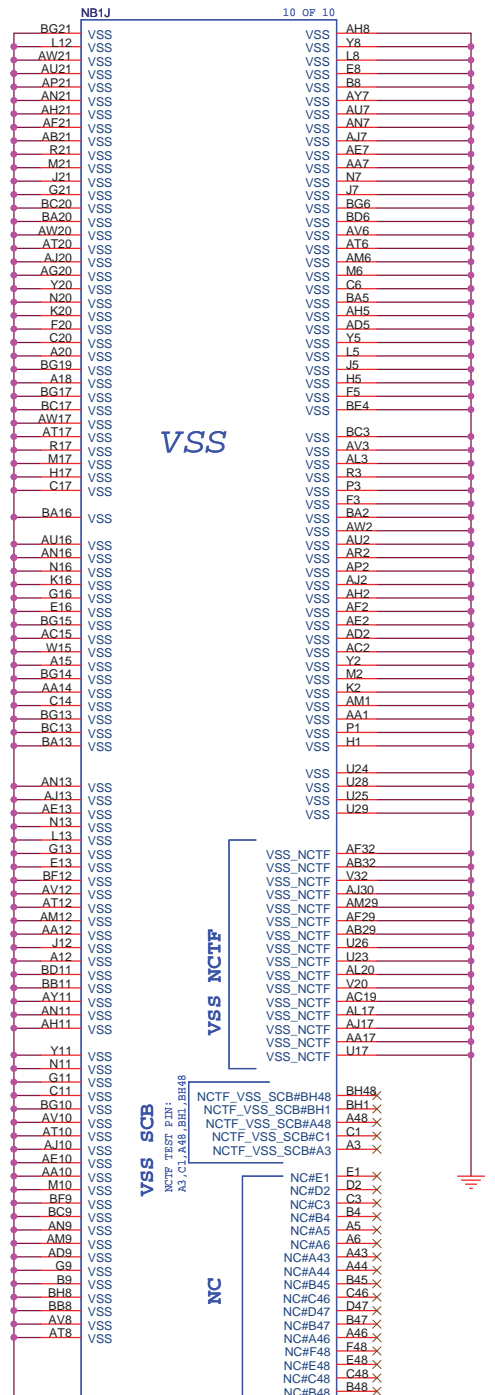 NB1J
10 OF 10
BG21 VSS
L12 VSS
AW21 VSS
AU21 VSS
AP21 VSS
AN21 VSS
AH21 VSS
AF21 VSS
AB21 VSS
R21 VSS
M21 VSS
J21 VSS
G21 VSS
BC20 VSS
BA20 VSS
AW20 VSS
AT20 VSS
AJ20 VSS
AG20 VSS
Y20 VSS
N20 VSS
K20 VSS
F20 VSS
C20 VSS
A20 VSS
BG19 VSS
A18 VSS
BG17 VSS
BC17 VSS
AW17 VSS
AT17 VSS
R17 VSS
M17 VSS
H17 VSS
C17 VSS
BA16 VSS
AU16 VSS
AN16 VSS
N16 VSS
K16 VSS
G16 VSS
E16 VSS
BG15 VSS
AC15 VSS
W15 VSS
A15 VSS
BG14 VSS
AA14 VSS
C14 VSS
BG13 VSS
BC13 VSS
BA13 VSS
AN13 VSS
AJ13 VSS
AE13 VSS
N13 VSS
L13 VSS
G13 VSS
E13 VSS
BF12 VSS
AV12 VSS
AT12 VSS
AM12 VSS
AA12 VSS
J12 VSS
A12 VSS
BD11 VSS
BB11 VSS
AY11 VSS
AN11 VSS
AH11 VSS
Y11 VSS
N11 VSS
G11 VSS
C11 VSS
BG10 VSS
AV10 VSS
AT10 VSS
AJ10 VSS
AE10 VSS
AA10 VSS
M10 VSS
BF9 VSS
BC9 VSS
AN9 VSS
AM9 VSS
AD9 VSS
G9 VSS
B9 VSS
BH8 VSS
BB8 VSS
AV8 VSS
AT8 VSS
VSS
VSS NCTF
VSS SCB
NCTF TEST PIN:
A3,C1,A48,BH1,BH48
NC
VSS AH8
VSS Y8
VSS L8
VSS E8
VSS B8
VSS AY7
VSS AU7
VSS AN7
VSS AJ7
VSS AE7
VSS AA7
VSS N7
VSS J7
VSS BG6
VSS BD6
VSS AV6
VSS AT6
VSS AM6
VSS M6
VSS C6
VSS BA5
VSS AH5
VSS AD5
VSS Y5
VSS L5
VSS J5
VSS H5
VSS F5
VSS BE4
VSS BC3
VSS AV3
VSS AL3
VSS R3
VSS P3
VSS F3
VSS BA2
VSS AW2
VSS AU2
VSS AR2
VSS AP2
VSS AJ2
VSS AH2
VSS AF2
VSS AE2
VSS AD2
VSS AC2
VSS Y2
VSS M2
VSS K2
VSS AM1
VSS AA1
VSS P1
VSS H1
VSS U24
VSS U28
VSS U25
VSS U29
VSS_NCTF AF32
VSS_NCTF AB32
VSS_NCTF V32
VSS_NCTF AJ30
VSS_NCTF AM29
VSS_NCTF AF29
VSS_NCTF AB29
VSS_NCTF U26
VSS_NCTF U23
VSS_NCTF AL20
VSS_NCTF V20
VSS_NCTF AC19
VSS_NCTF AL17
VSS_NCTF AJ17
VSS_NCTF AA17
VSS_NCTF U17
NCTF_VSS_SCB#BH48 BH48
NCTF_VSS_SCB#BH1 BH1
NCTF_VSS_SCB#A48 A48
NCTF_VSS_SCB#C1 C1
NCTF_VSS_SCB#A3 A3
NC#E1 E1
NC#D2 D2
NC#C3 C3
NC#B4 B4
NC#A5 A5
NC#A6 A6
NC#A43 A43
NC#A44 A44
NC#B45 B45
NC#C46 C46
NC#D47 D47
NC#B47 B47
NC#A46 A46
NC#F48 F48
NC#E48 E48
NC#C48 C48
NC#B48 B48